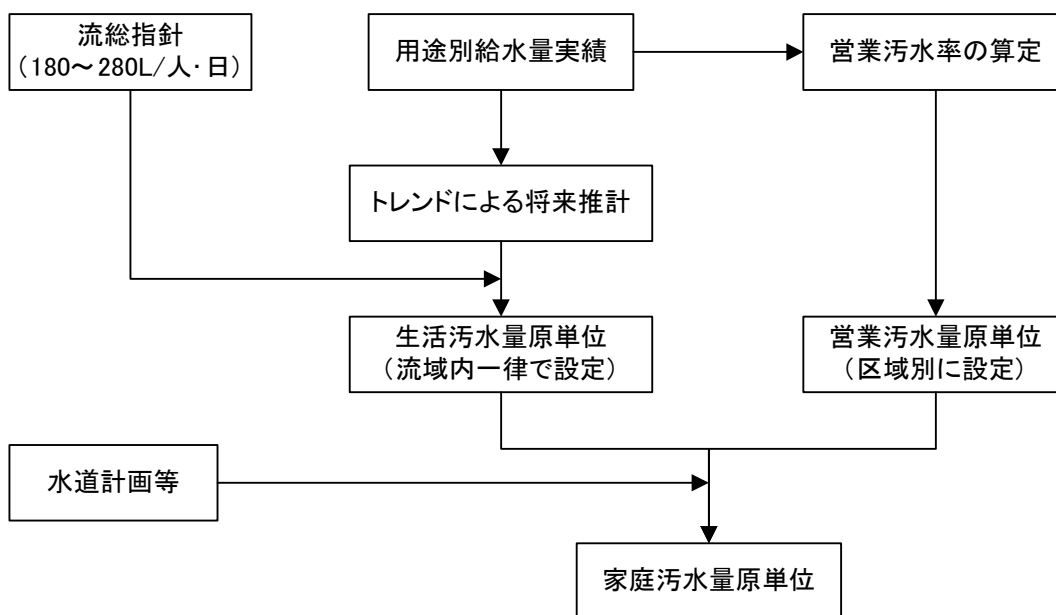 流総指針
（180～280L/人･日）
用途別給水量実績
営業汚水率の算定
トレンドによる将来推計
生活汚水量原単位
（流域内一律で設定）
営業汚水量原単位
（区域別に設定）
水道計画等
家庭汚水量原単位